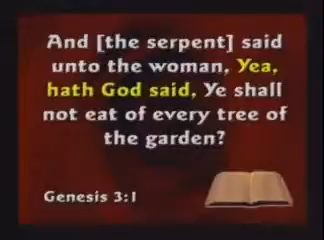 And [the serpent] said
unto the woman, Yea,
hath God said, Ye shall
not eat of every tree of
the garden?
Genesis 3:1